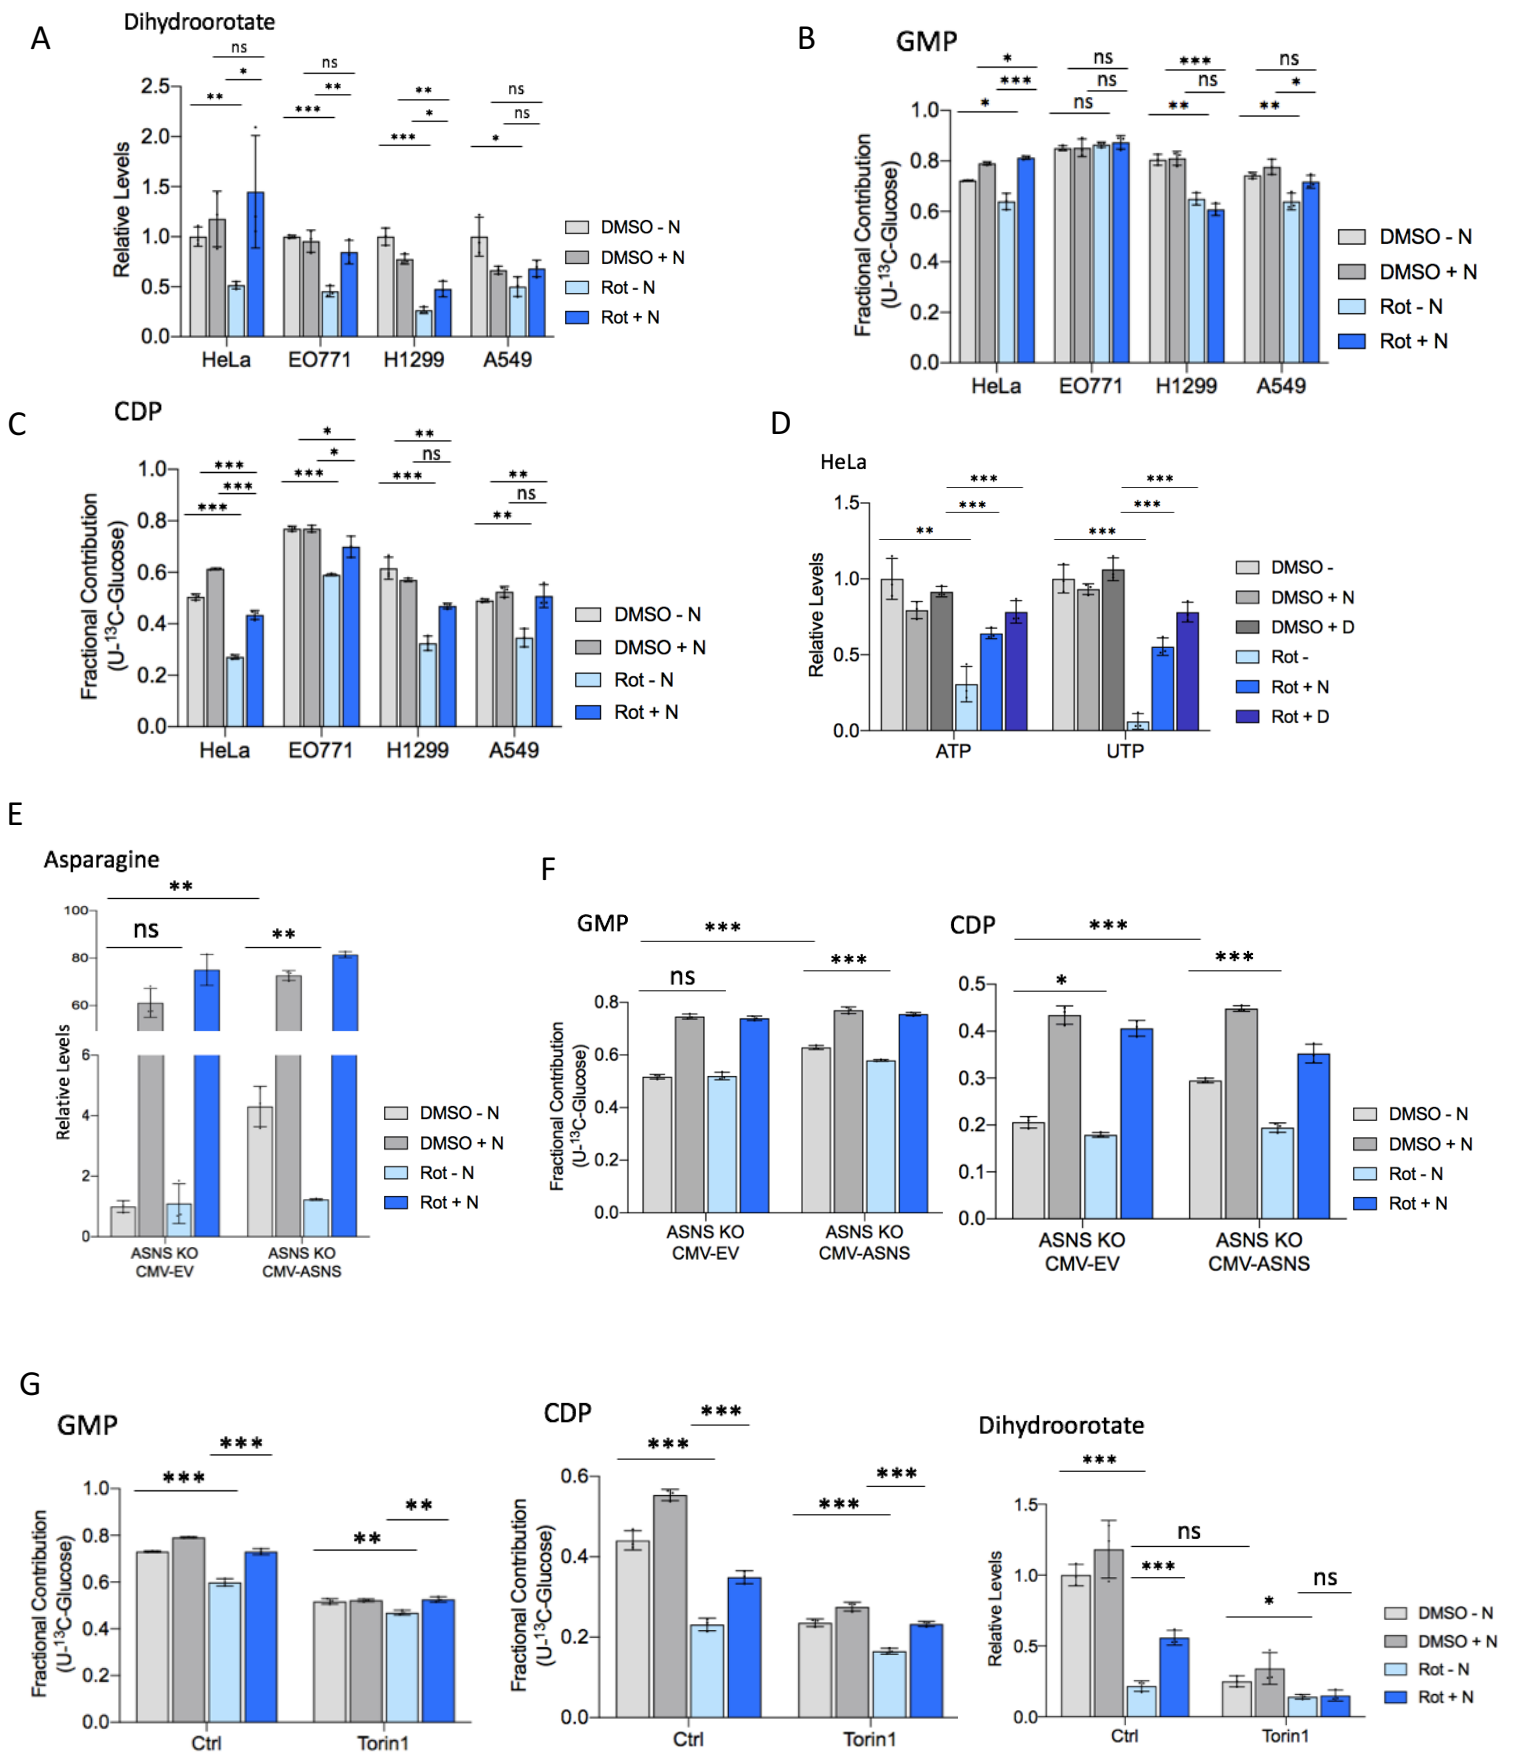 A
Dihydroorotate
ns
*
**
ns
**
***
**
*
***
ns
ns
*
Relative Levels
2.5
2.0
1.5
1.0
0.5
0.0
HeLa
EO771
H1299
A549
DMSO - N
DMSO + N
Rot - N
Rot + N
B
GMP
*
***
*
ns
ns
ns
***
ns
**
ns
*
**
Fractional Contribution
(U-¹³C-Glucose)
1.0
0.8
0.6
0.4
0.2
0.0
HeLa
EO771
H1299
A549
DMSO - N
DMSO + N
Rot - N
Rot + N
C
CDP
***
***
***
*
*
***
**
ns
***
**
ns
**
Fractional Contribution
(U-¹³C-Glucose)
1.0
0.8
0.6
0.4
0.2
0.0
HeLa
EO771
H1299
A549
DMSO - N
DMSO + N
Rot - N
Rot + N
D
HeLa
***
***
**
***
***
***
Relative Levels
1.5
1.0
0.5
0.0
ATP
UTP
DMSO -
DMSO + N
DMSO + D
Rot -
Rot + N
Rot + D
E
Asparagine
**
ns
**
Relative Levels
100
80
60
6
4
2
0
ASNS KO
CMV-EV
ASNS KO
CMV-ASNS
DMSO - N
DMSO + N
Rot - N
Rot + N
F
GMP
***
ns
***
Fractional Contribution
(U-¹³C-Glucose)
0.8
0.6
0.4
0.2
0.0
ASNS KO
CMV-EV
ASNS KO
CMV-ASNS
CDP
***
*
***
0.5
0.4
0.3
0.2
0.1
0.0
ASNS KO
CMV-EV
ASNS KO
CMV-ASNS
DMSO - N
DMSO + N
Rot - N
Rot + N
G
GMP
***
***
**
**
Fractional Contribution
(U-¹³C-Glucose)
1.0
0.8
0.6
0.4
0.2
0.0
Ctrl
Torin1
CDP
***
***
***
***
Fractional Contribution
(U-¹³C-Glucose)
0.6
0.4
0.2
0.0
Ctrl
Torin1
Dihydroorotate
***
ns
***
ns
*
Relative Levels
1.5
1.0
0.5
0.0
Ctrl
Torin1
DMSO - N
DMSO + N
Rot - N
Rot + N